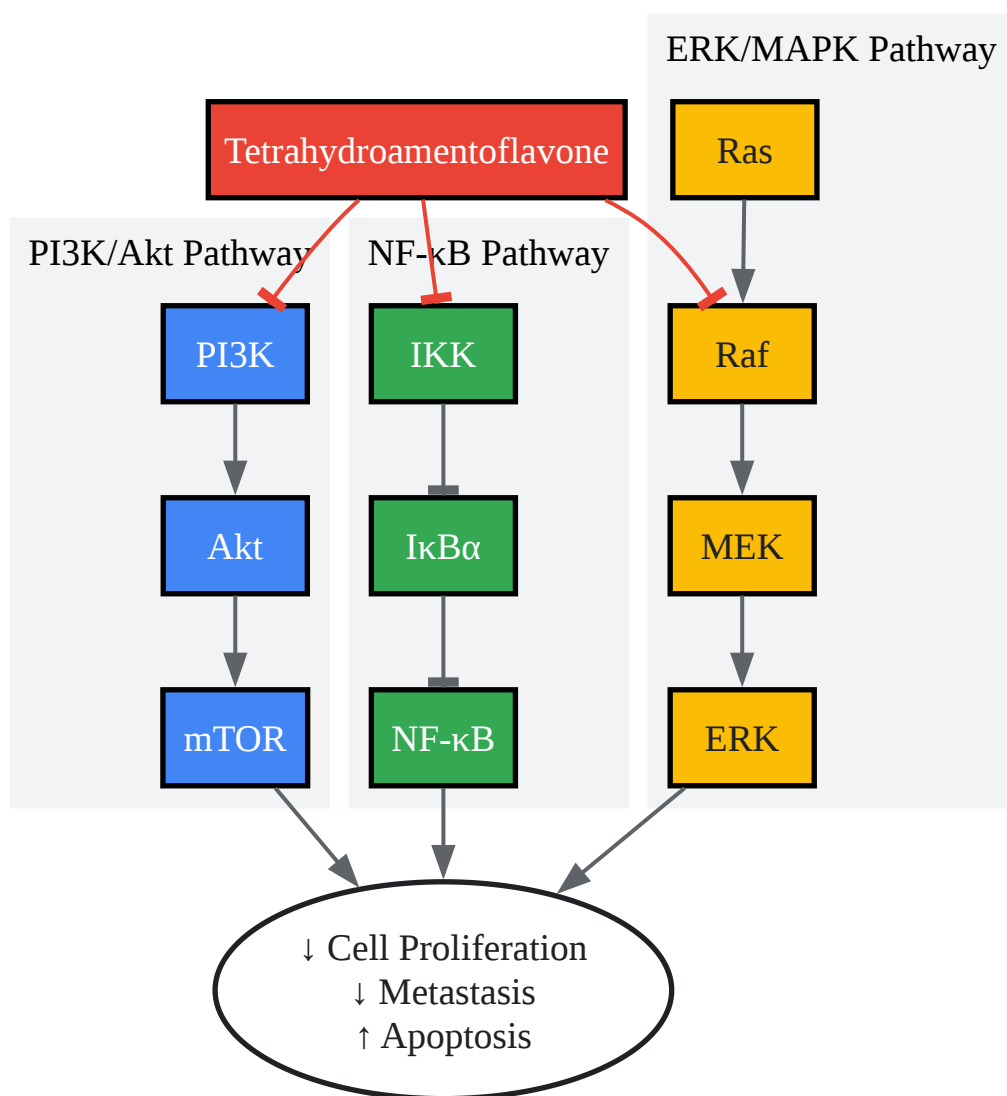 ERK/MAPK Pathway
Tetrahydroamentoflavone
Ras
PI3K/Akt Pathway
NF-κB Pathway
PI3K
IKK
Raf
Akt
IκBα
MEK
mTOR
NF-κB
ERK
↓ Cell Proliferation
↓ Metastasis
↑ Apoptosis